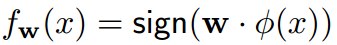 f_w(x) = sign(w · ϕ(x))